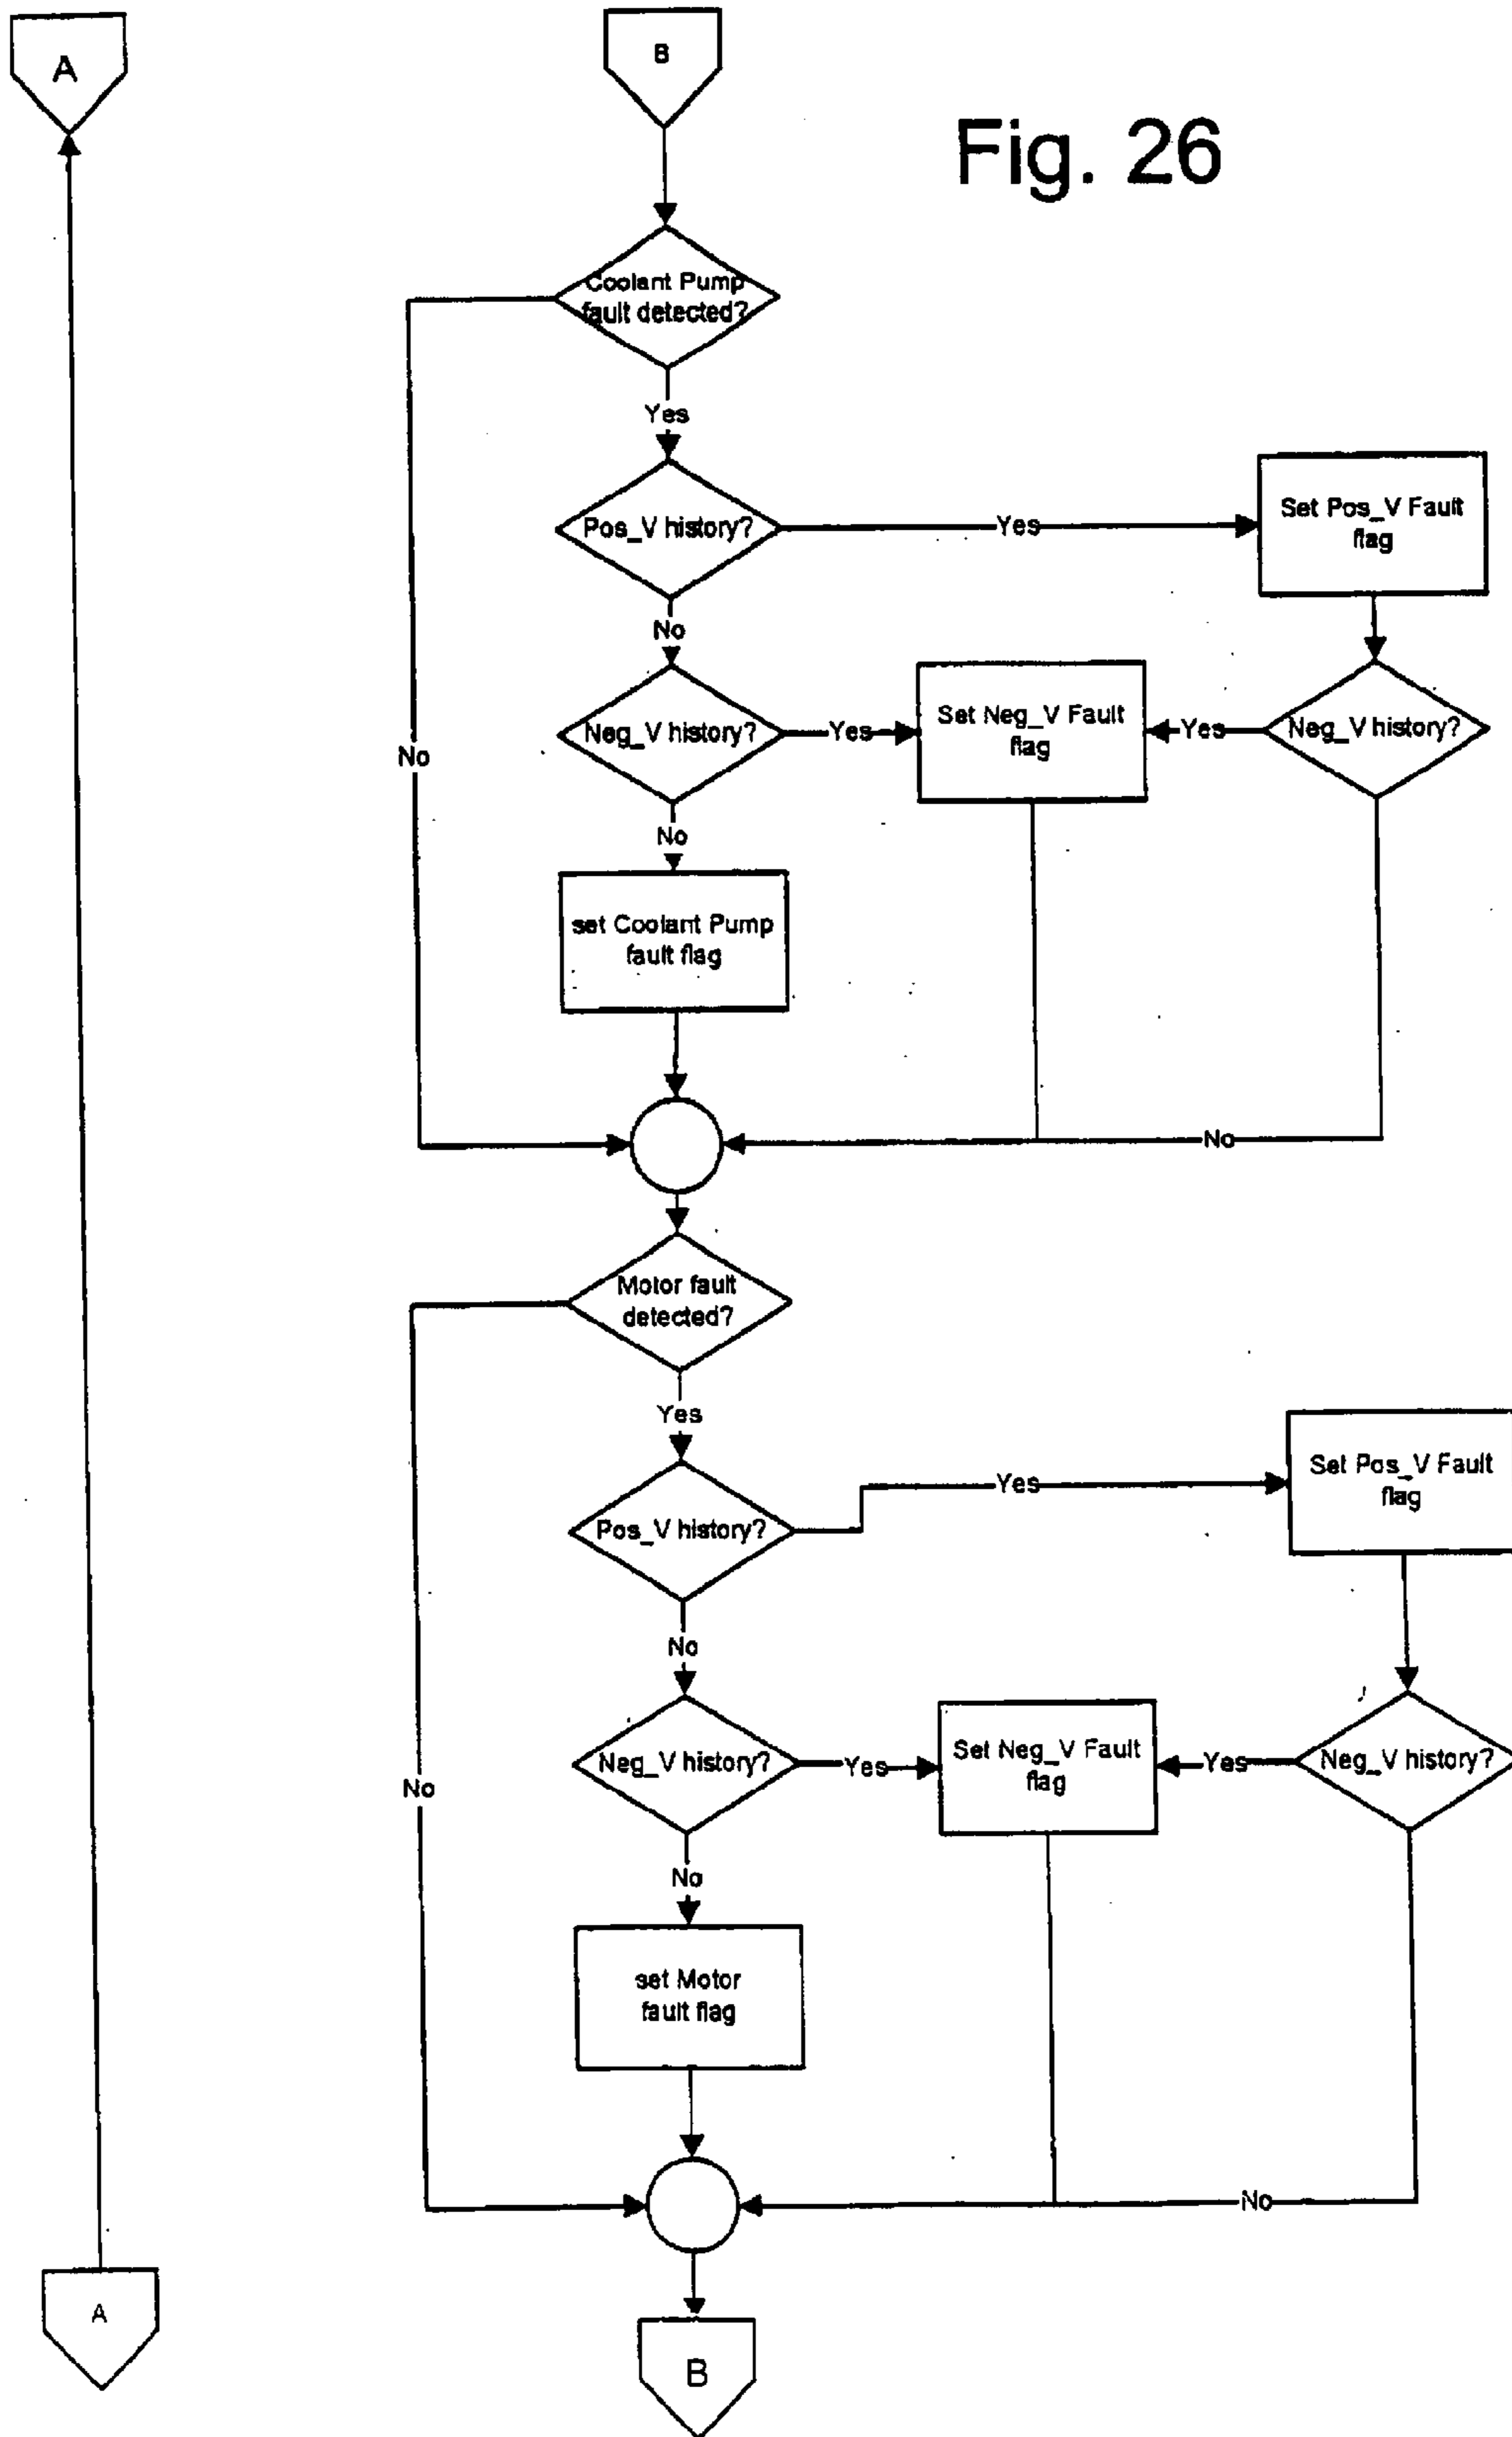 A
B
Fig. 26
Coolant Pump
fault detected?
Yes
Pos_V history?
Yes
Set Pos_V Fault
flag
No
Neg_V history?
Yes
Set Neg_V Fault
flag
Yes
Neg_V history?
No
No
set Coolant Pump
fault flag
No
Motor fault
detected?
Yes
Pos_V history?
Yes
Set Pos_V Fault
flag
No
Neg_V history?
Yes
Set Neg_V Fault
flag
Yes
Neg_V history?
No
No
set Motor
fault flag
No
A
B